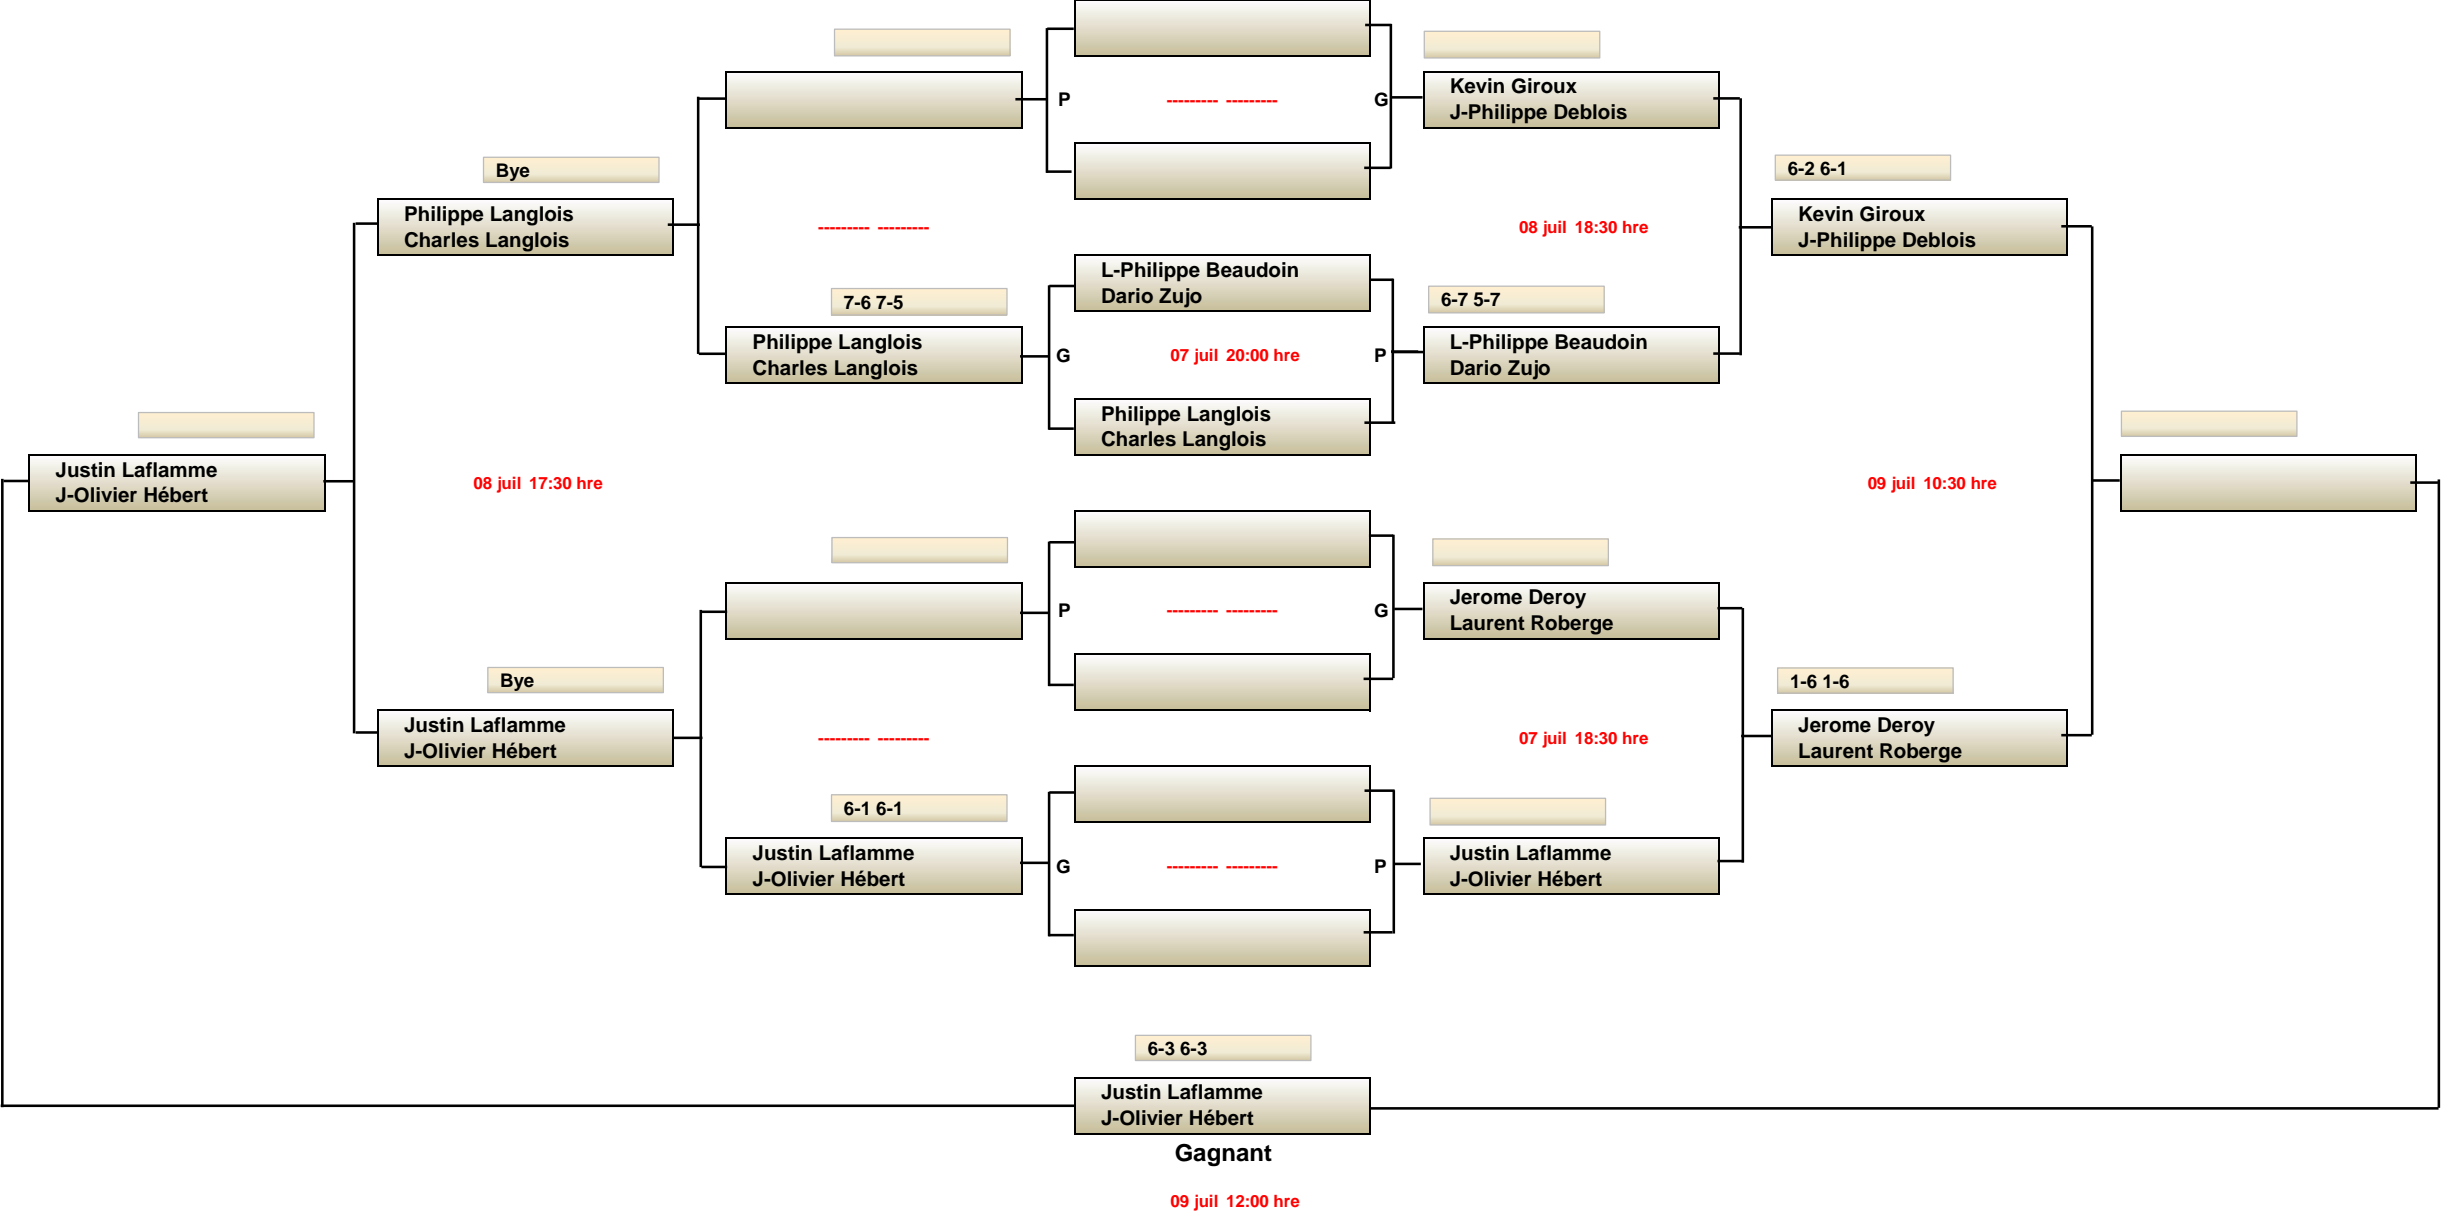 Kevin Giroux
J-Philippe Deblois
P
--------- ---------
G
Bye
6-2 6-1
Philippe Langlois
Charles Langlois
--------- ---------
08 juil 18:30 hre
Kevin Giroux
J-Philippe Deblois
L-Philippe Beaudoin
Dario Zujo
7-6 7-5
6-7 5-7
Philippe Langlois
Charles Langlois
G
07 juil 20:00 hre
P
L-Philippe Beaudoin
Dario Zujo
Philippe Langlois
Charles Langlois
Justin Laflamme
J-Olivier Hébert
08 juil 17:30 hre
09 juil 10:30 hre
P
--------- ---------
G
Jerome Deroy
Laurent Roberge
Bye
1-6 1-6
Justin Laflamme
J-Olivier Hébert
--------- ---------
07 juil 18:30 hre
Jerome Deroy
Laurent Roberge
6-1 6-1
Justin Laflamme
J-Olivier Hébert
G
--------- ---------
P
Justin Laflamme
J-Olivier Hébert
6-3 6-3
Justin Laflamme
J-Olivier Hébert
Gagnant
09 juil 12:00 hre